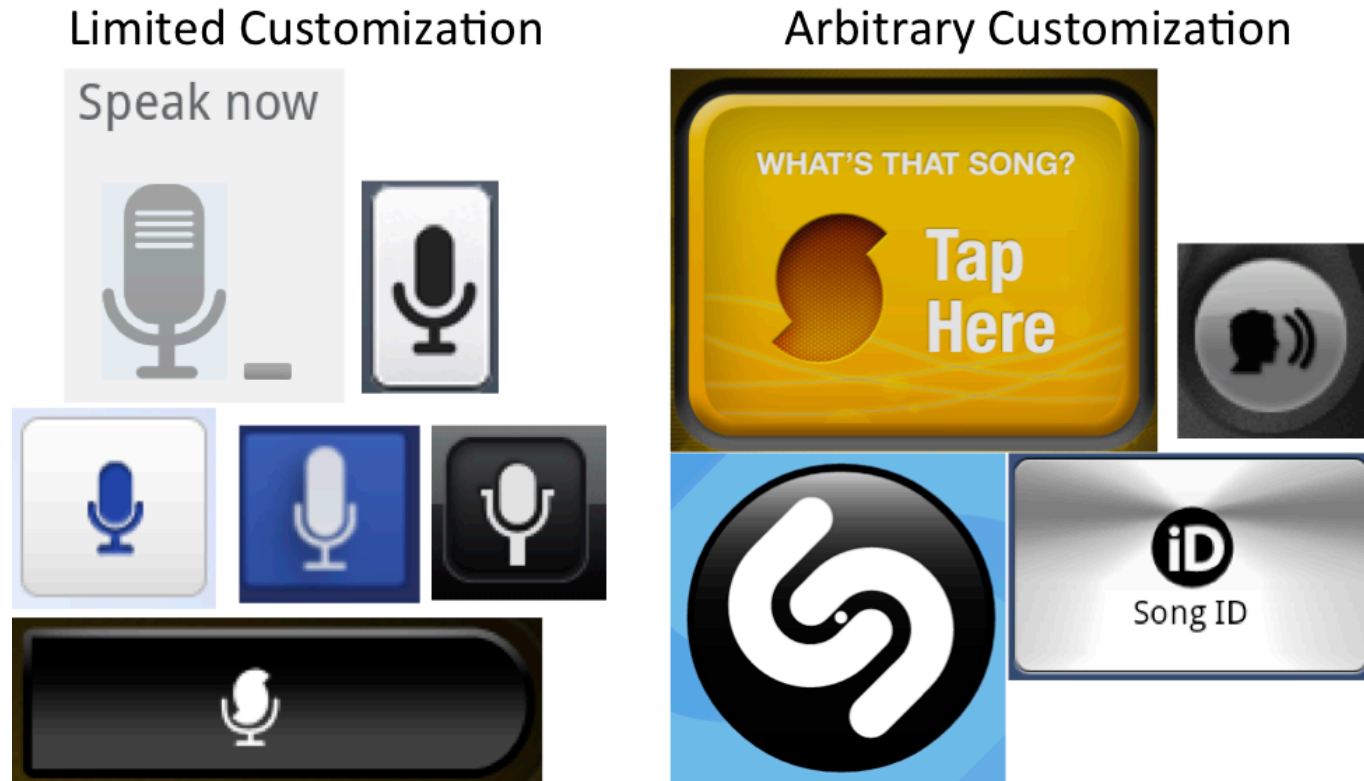 Limited Customization
Arbitrary Customization
Speak now
WHAT'S THAT SONG?
Tap
Here
iD
Song ID